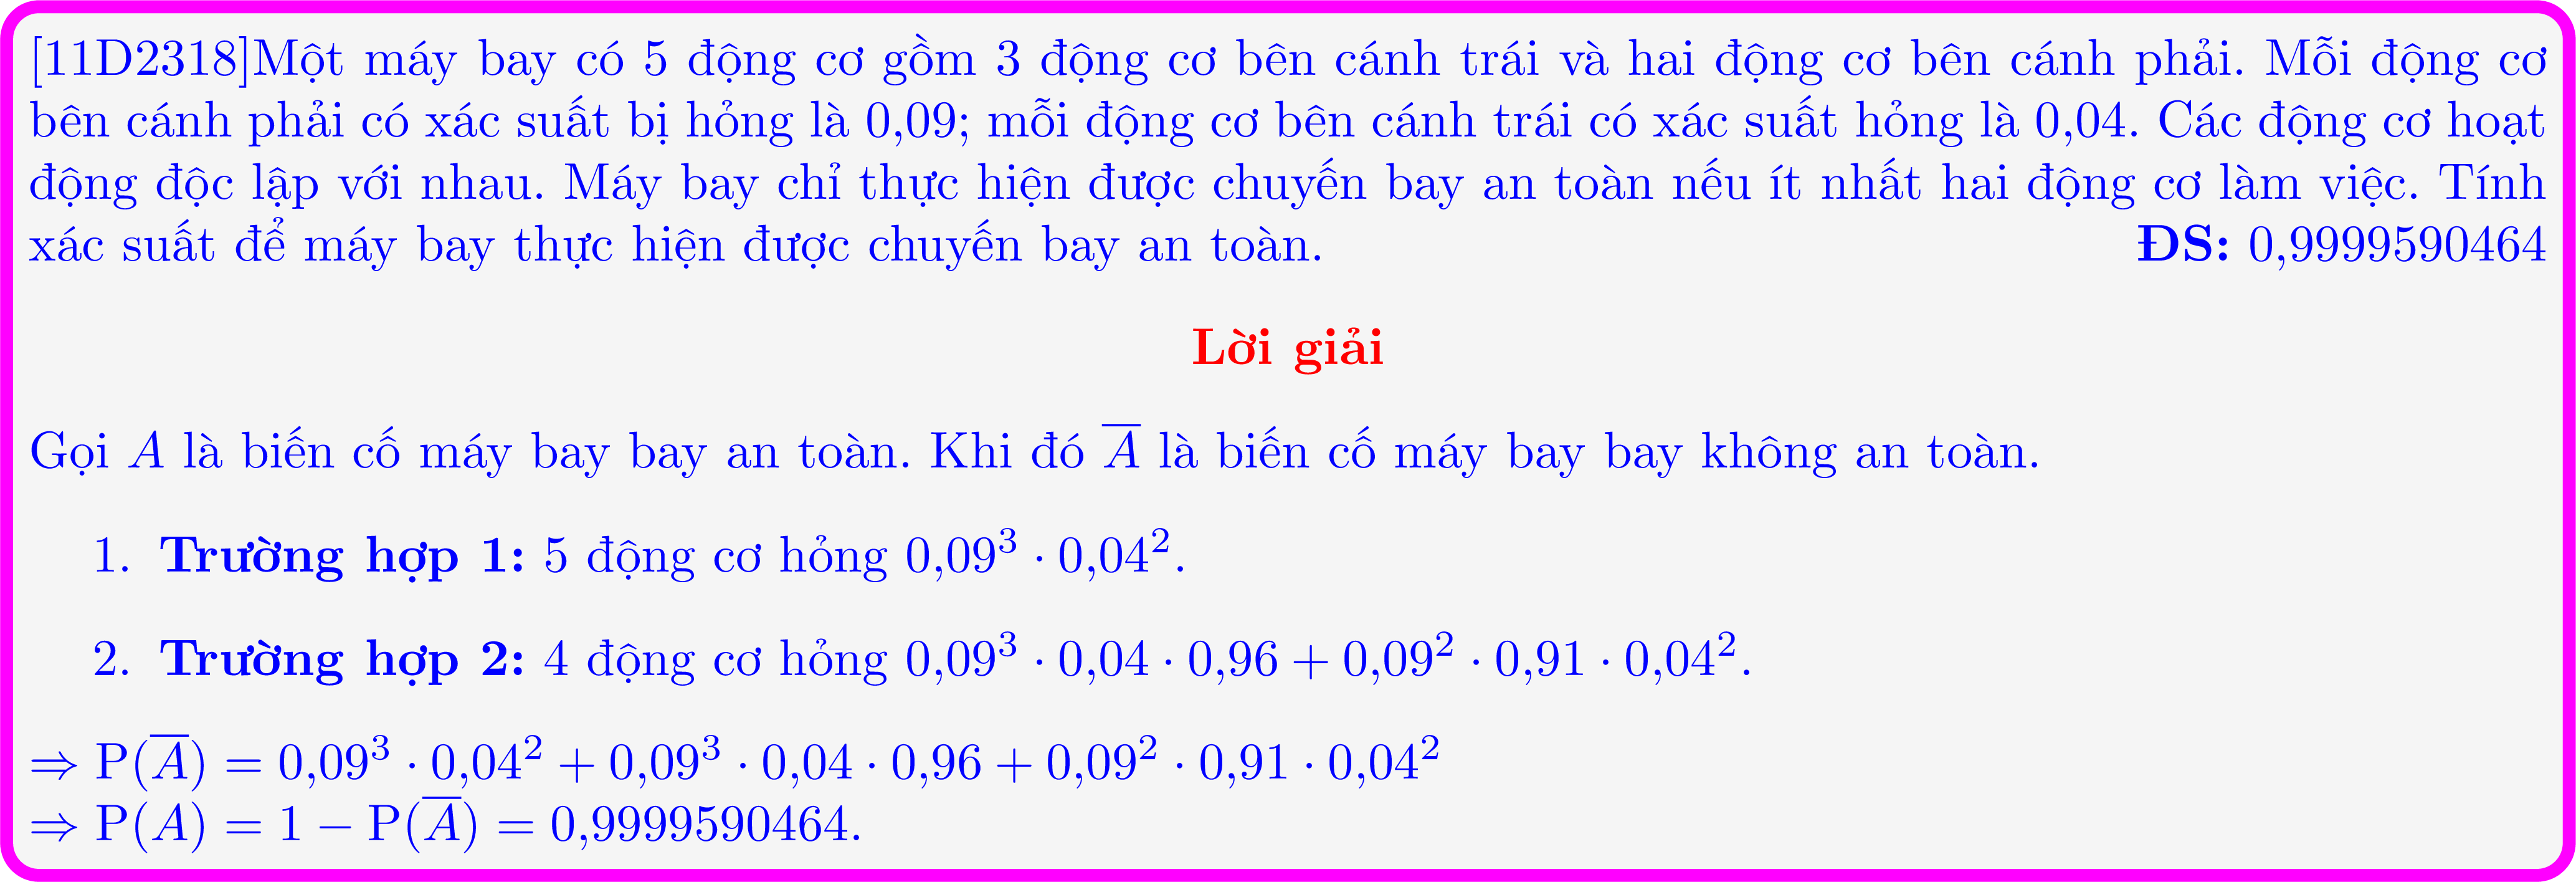 [11D2318]Một máy bay có 5 động cơ gồm 3 động cơ bên cánh trái và hai động cơ bên cánh phải. Mỗi động cơ
bên cánh phải có xác suất bị hỏng là 0,09; mỗi động cơ bên cánh trái có xác suất hỏng là 0,04. Các động cơ hoạt
động độc lập với nhau. Máy bay chỉ thực hiện được chuyến bay an toàn nếu ít nhất hai động cơ làm việc. Tính
xác suất để máy bay thực hiện được chuyến bay an toàn. ĐS: 0,9999590464
Lời giải
Gọi $A$ là biến cố máy bay bay an toàn. Khi đó $\overline{A}$ là biến cố máy bay bay không an toàn.
1. Trường hợp 1: 5 động cơ hỏng $0,09^3 \cdot 0,04^2$.
2. Trường hợp 2: 4 động cơ hỏng $0,09^3 \cdot 0,04 \cdot 0,96 + 0,09^2 \cdot 0,91 \cdot 0,04^2$.
$\Rightarrow \mathrm{P}(\overline{A}) = 0,09^3 \cdot 0,04^2 + 0,09^3 \cdot 0,04 \cdot 0,96 + 0,09^2 \cdot 0,91 \cdot 0,04^2$
$\Rightarrow \mathrm{P}(A) = 1 - \mathrm{P}(\overline{A}) = 0,9999590464.$